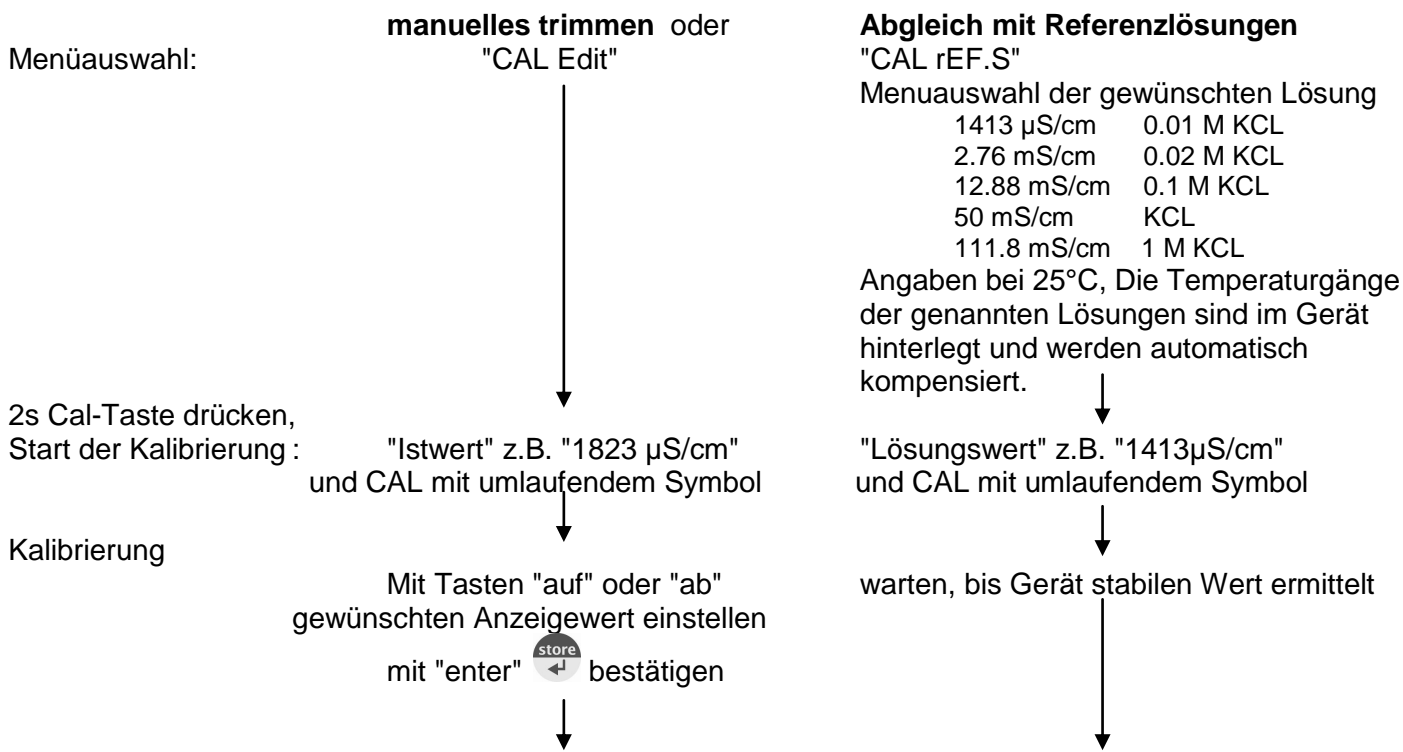 manuelles trimmen oder
Abgleich mit Referenzlösungen
Menüauswahl:
"CAL Edit"
"CAL rEF.S"
Menuauswahl der gewünschten Lösung
1413 µS/cm 0.01 M KCL
2.76 mS/cm 0.02 M KCL
12.88 mS/cm 0.1 M KCL
50 mS/cm KCL
111.8 mS/cm 1 M KCL
Angaben bei 25°C, Die Temperaturgänge
der genannten Lösungen sind im Gerät
hinterlegt und werden automatisch
kompensiert.
2s Cal-Taste drücken,
Start der Kalibrierung :
"Istwert" z.B. "1823 µS/cm"
und CAL mit umlaufendem Symbol
"Lösungswert" z.B. "1413µS/cm"
und CAL mit umlaufendem Symbol
Kalibrierung
Mit Tasten "auf" oder "ab"
gewünschten Anzeigewert einstellen
store
mit "enter" bestätigen
warten, bis Gerät stabilen Wert ermittelt